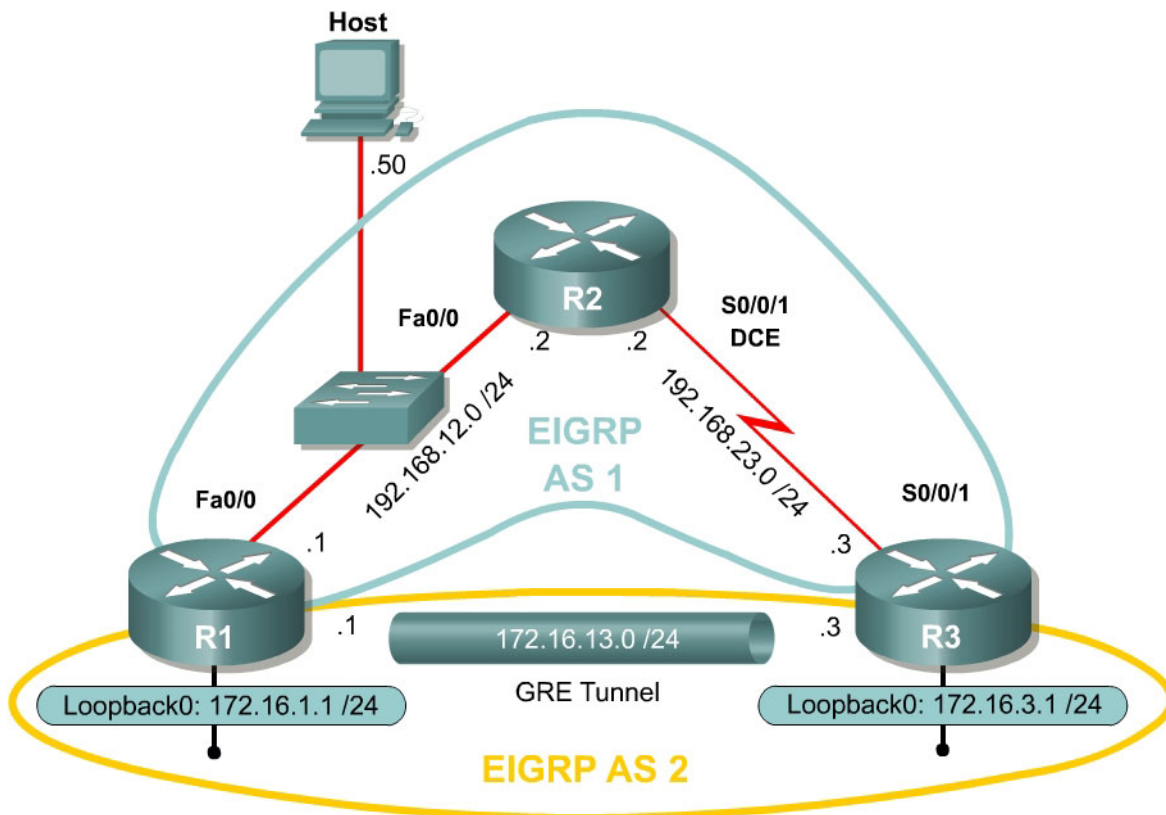 Host
.50
R2
Fa0/0
S0/0/1
DCE
.2
.2
192.168.12.0 /24
192.168.23.0 /24
EIGRP
AS 1
Fa0/0
S0/0/1
.1
.3
R1
.1
172.16.13.0 /24
.3
R3
GRE Tunnel
Loopback0: 172.16.1.1 /24
Loopback0: 172.16.3.1 /24
EIGRP AS 2